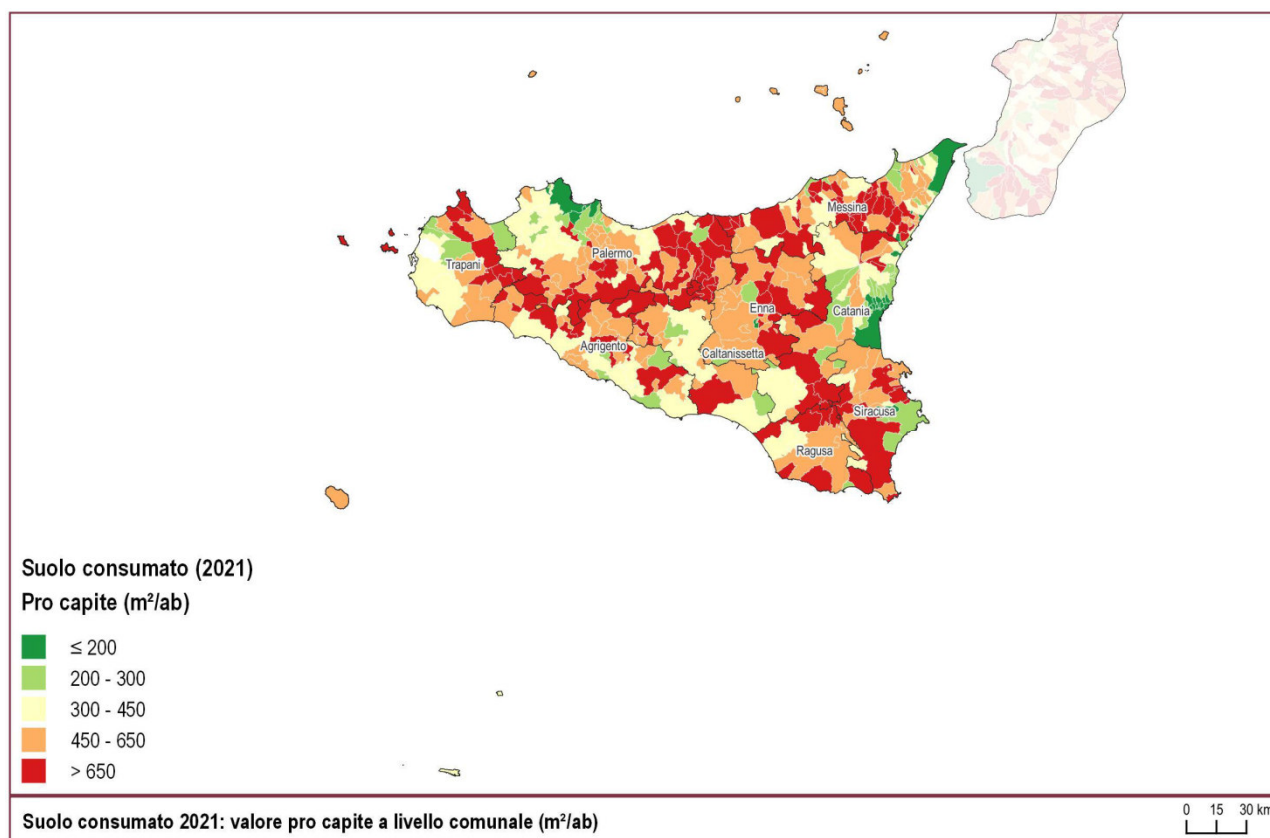 Messina
Palermo
Trapani
Enna
Catania
Agrigento
Caltanissetta
Siracusa
Ragusa
Suolo consumato (2021)
Pro capite (m²/ab)
≤ 200
200 - 300
300 - 450
450 - 650
> 650
0 15 30 km
Suolo consumato 2021: valore pro capite a livello comunale (m²/ab)